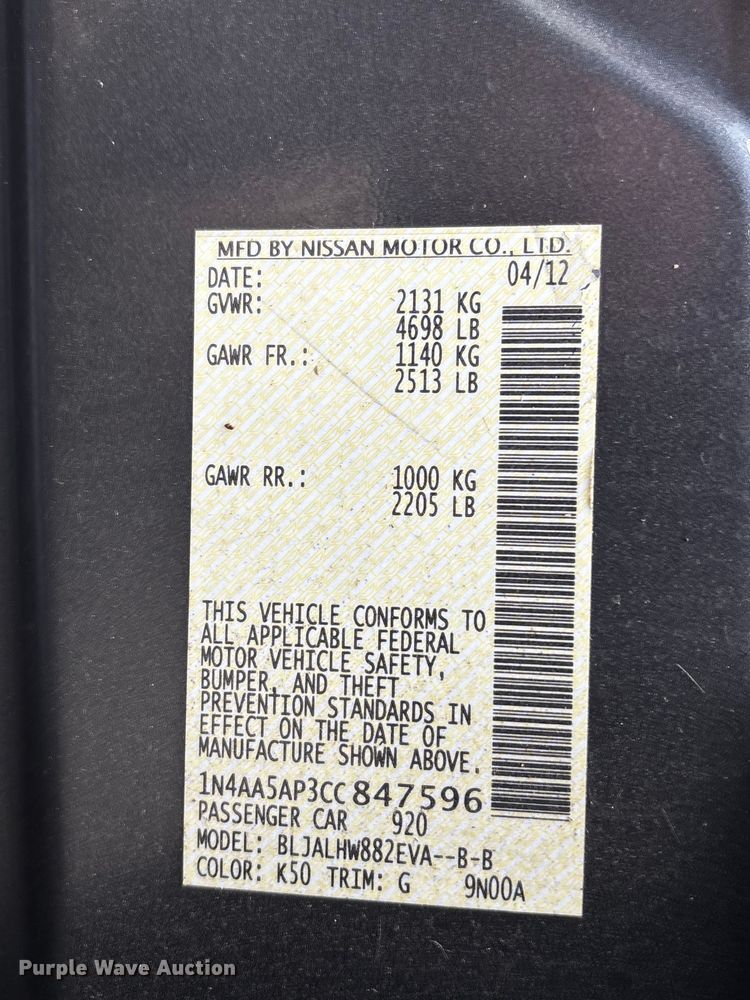 MFD BY NISSAN MOTOR CO., LTD.
DATE: 04/12
GVWR: 2131 KG
4698 LB
GAWR FR.: 1140 KG
2513 LB
GAWR RR.: 1000 KG
2205 LB
THIS VEHICLE CONFORMS TO
ALL APPLICABLE FEDERAL
MOTOR VEHICLE SAFETY,
BUMPER, AND THEFT
PREVENTION STANDARDS IN
EFFECT ON THE DATE OF
MANUFACTURE SHOWN ABOVE.
1N4AA5AP3CC847596
PASSENGER CAR 920
MODEL: BLJALHW882EVA--B-B
COLOR: K50 TRIM: G 9N00A
Purple Wave Auction